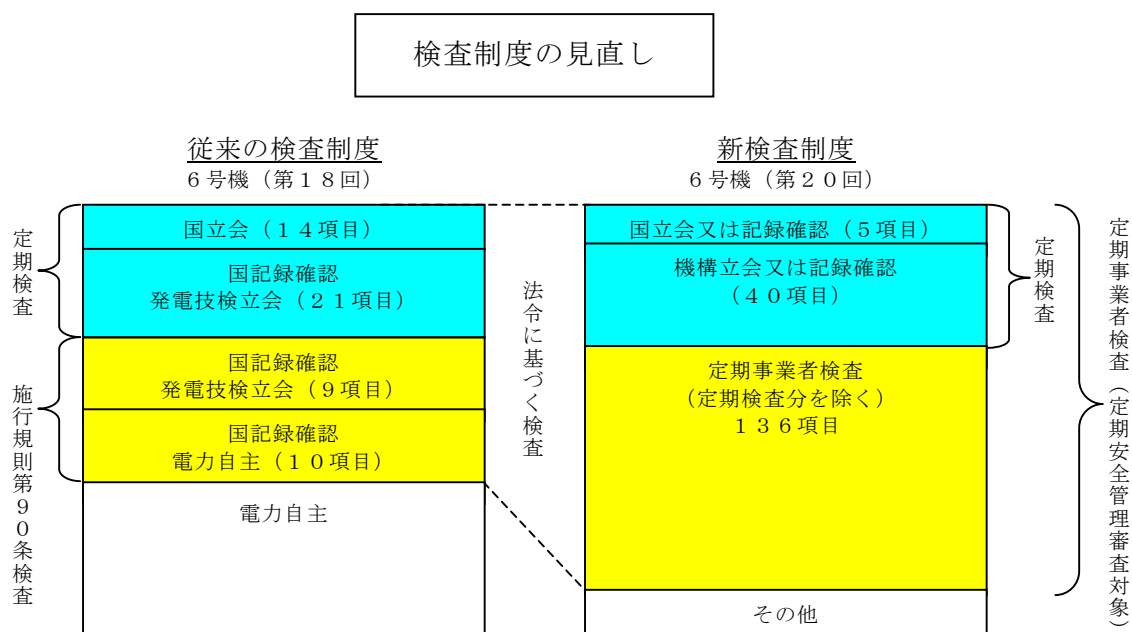 検査制度の見直し
従来の検査制度
６号機（第１８回）
定期検査
国立会（１４項目）
国記録確認
発電技検立会（２１項目）
施行規則第９０条検査
国記録確認
発電技検立会（９項目）
国記録確認
電力自主（１０項目）
電力自主
法令に基づく検査
新検査制度
６号機（第２０回）
国立会又は記録確認（５項目）
機構立会又は記録確認
（４０項目）
定期事業者検査
（定期検査分を除く）
１３６項目
その他
定期検査
定期事業者検査（定期安全管理審査対象）